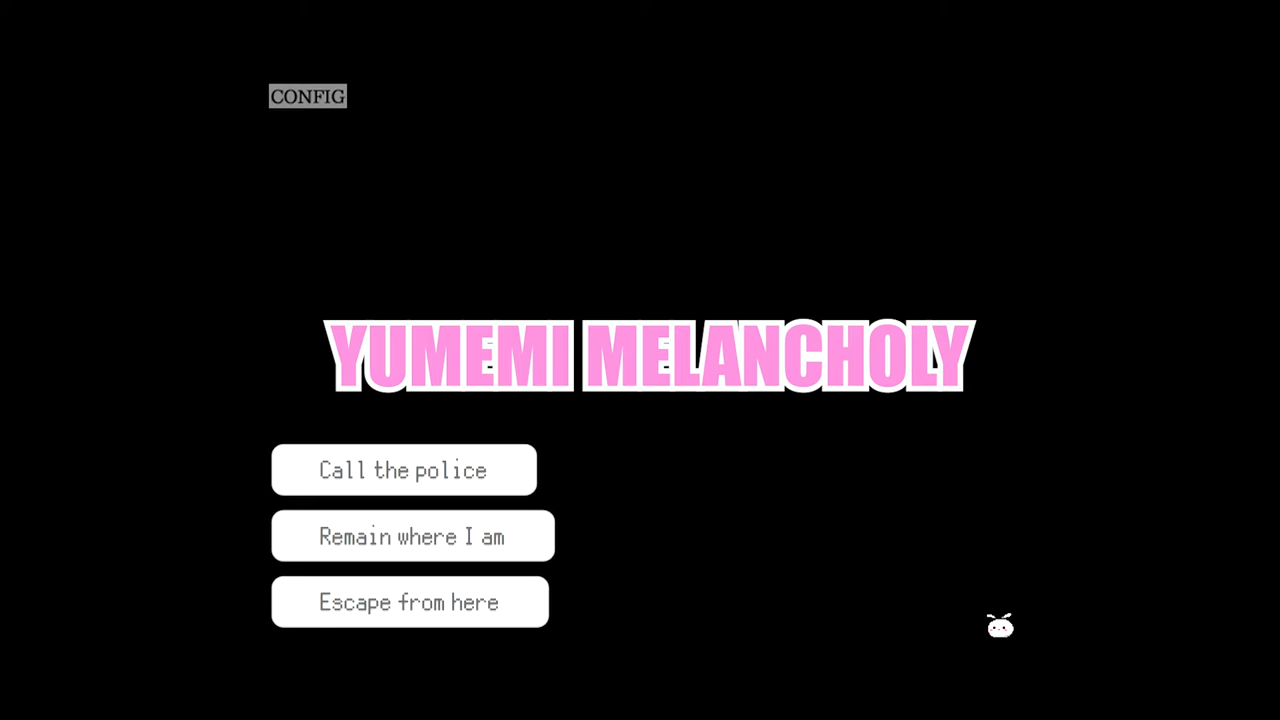 CONFIG
YUMEMI MELANCHOLY
Call the police
Remain where I am
Escape from here